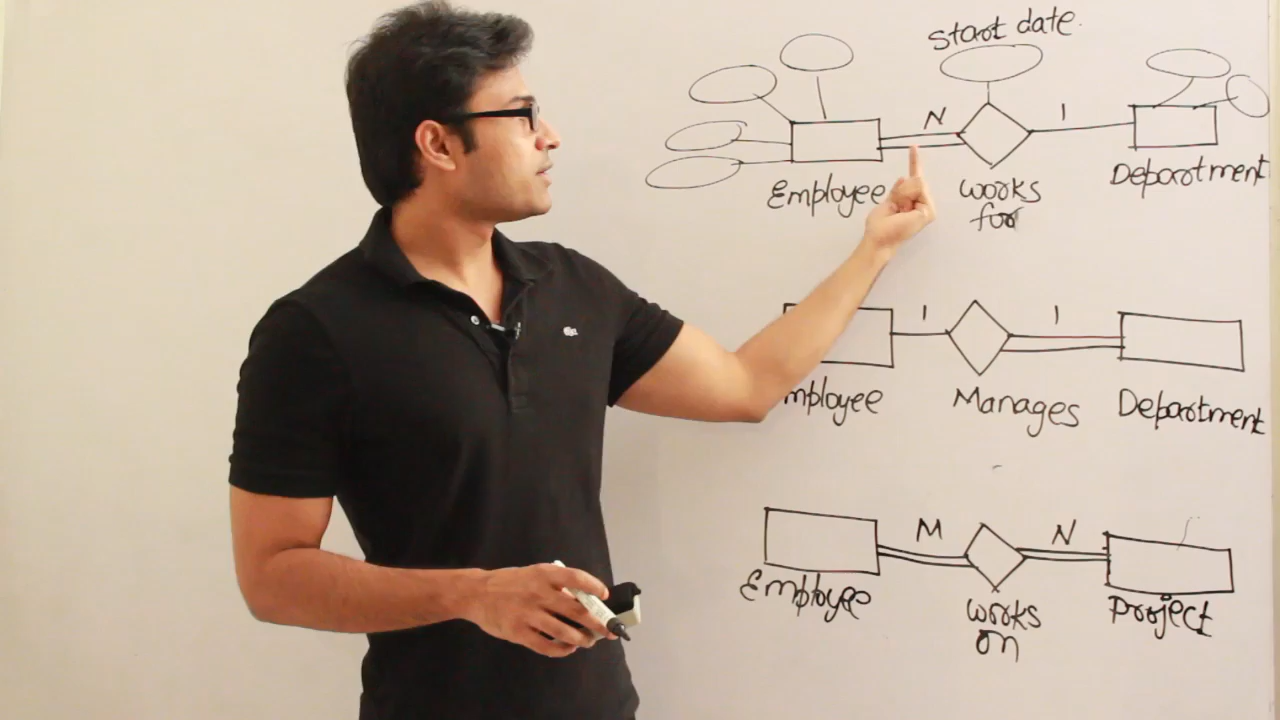 Start date.
N 1
Employee works Department
for
1 1
mployee Manages Department
M N
Employee works Project
on